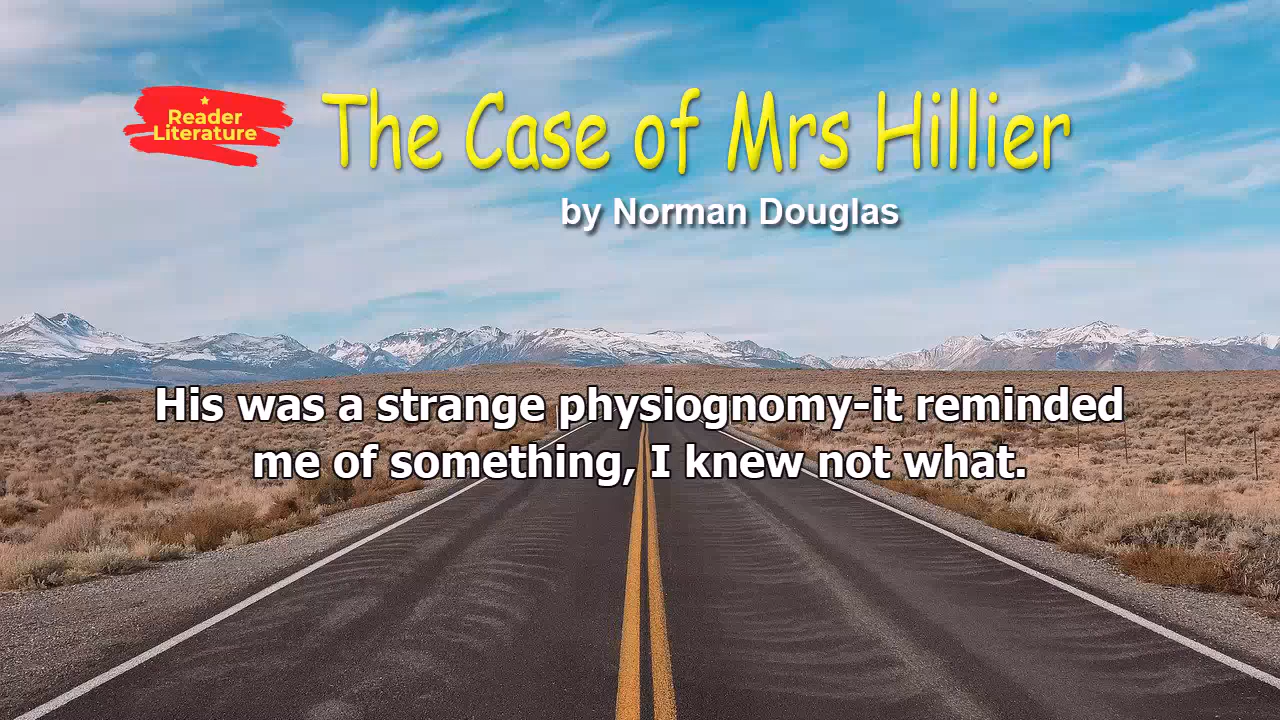 Reader
Literature
The Case of Mrs Hillier
by Norman Douglas
His was a strange physiognomy-it reminded
me of something, I knew not what.